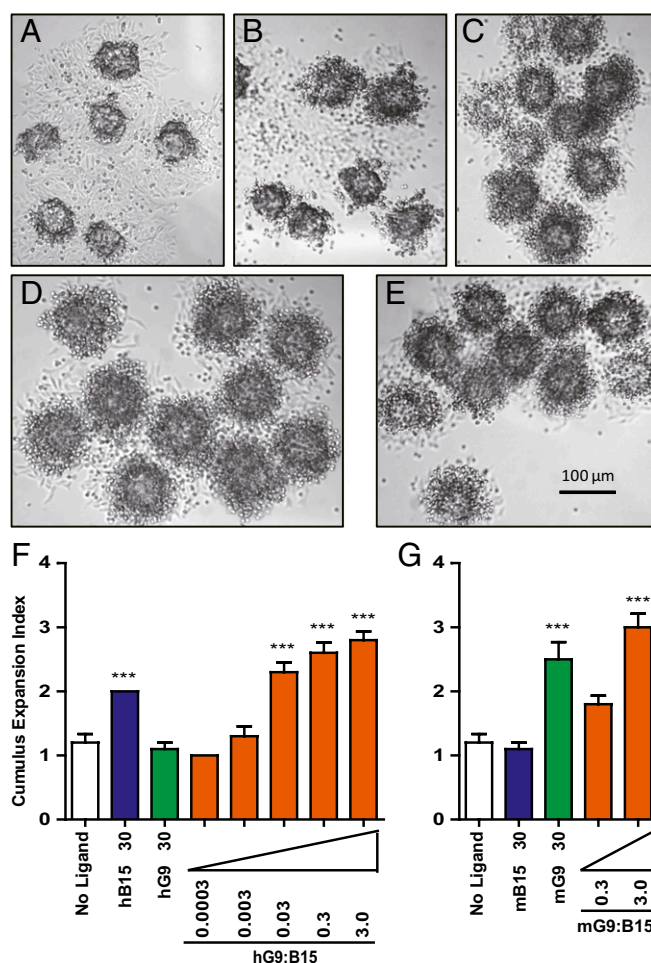 A
B
C
D
E
100 µm
F
G
Cumulus Expansion Index
4
3
2
1
0
***
***
***
***
No Ligand
hB15 30
hG9 30
0.0003
0.003
0.03
0.3
3.0
hG9:B15
4
3
2
1
0
***
***
No Ligand
mB15 30
mG9 30
0.3
3.0
mG9:B15